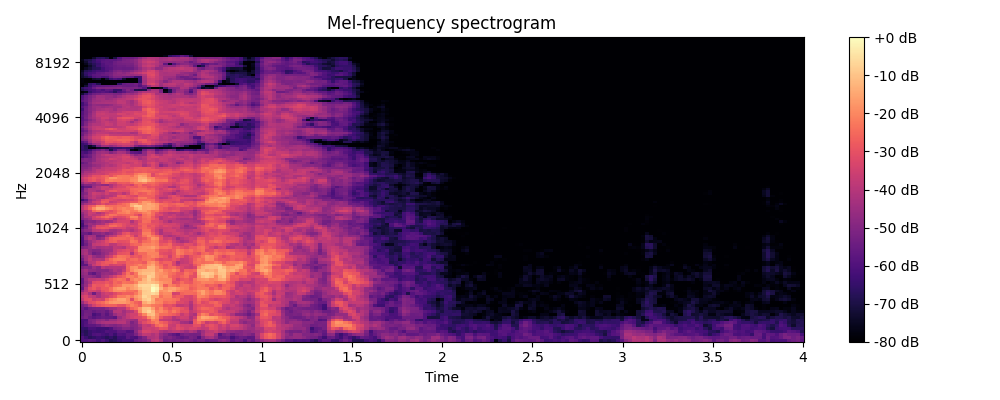 Mel-frequency spectrogram
Hz
8192
4096
2048
1024
512
0
0 0.5 1 1.5 2 2.5 3 3.5 4
Time
+0 dB
-10 dB
-20 dB
-30 dB
-40 dB
-50 dB
-60 dB
-70 dB
-80 dB